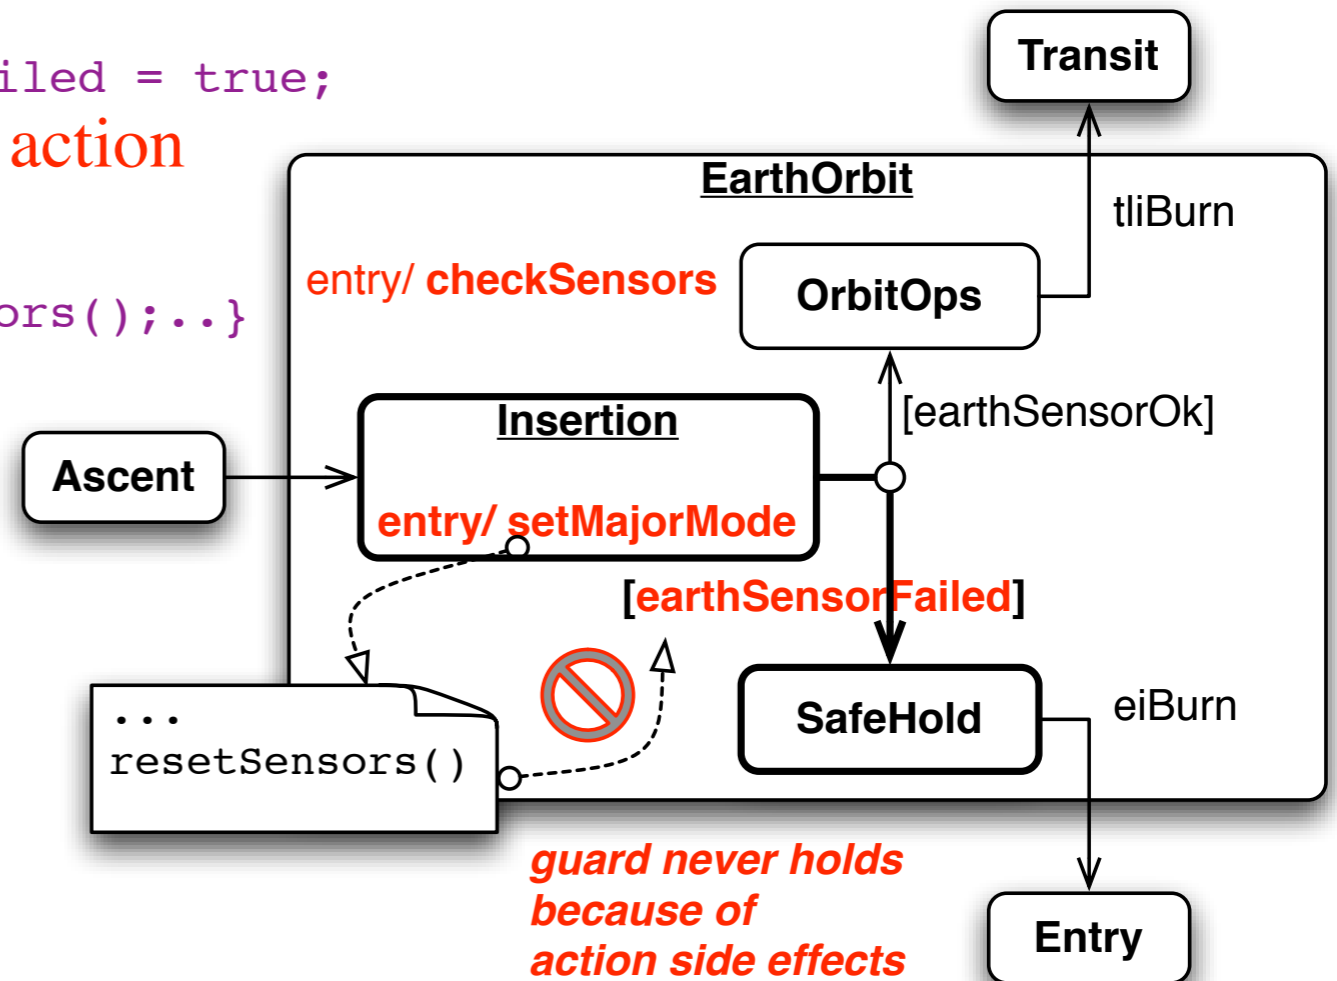 iled = true;
action
ors();..}
Transit
EarthOrbit
tliBurn
entry/ checkSensors
OrbitOps
[earthSensorOk]
Insertion
Ascent
entry/ setMajorMode
[earthSensorFailed]
...
resetSensors()
SafeHold
eiBurn
guard never holds
because of
action side effects
Entry